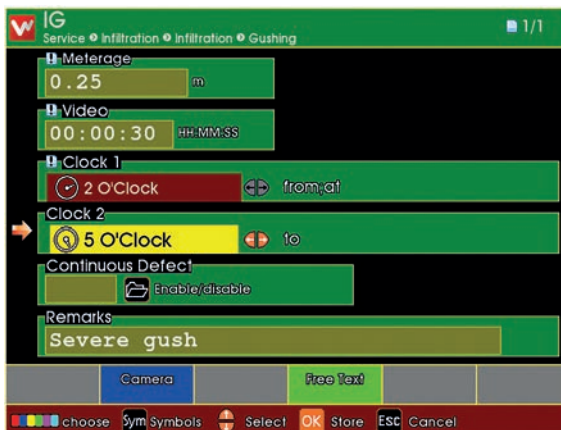 W IG 1/1
Service Infiltration Infiltration Gushing
! Meterage
0.25 m
! Video
00:00:30 HH:MM:SS
! Clock 1
2 O'Clock from;at
Clock 2
5 O'Clock to
Continuous Defect
Enable/disable
Remarks
Severe gush
Camera Free Text
choose Sym Symbols Select OK Store Esc Cancel